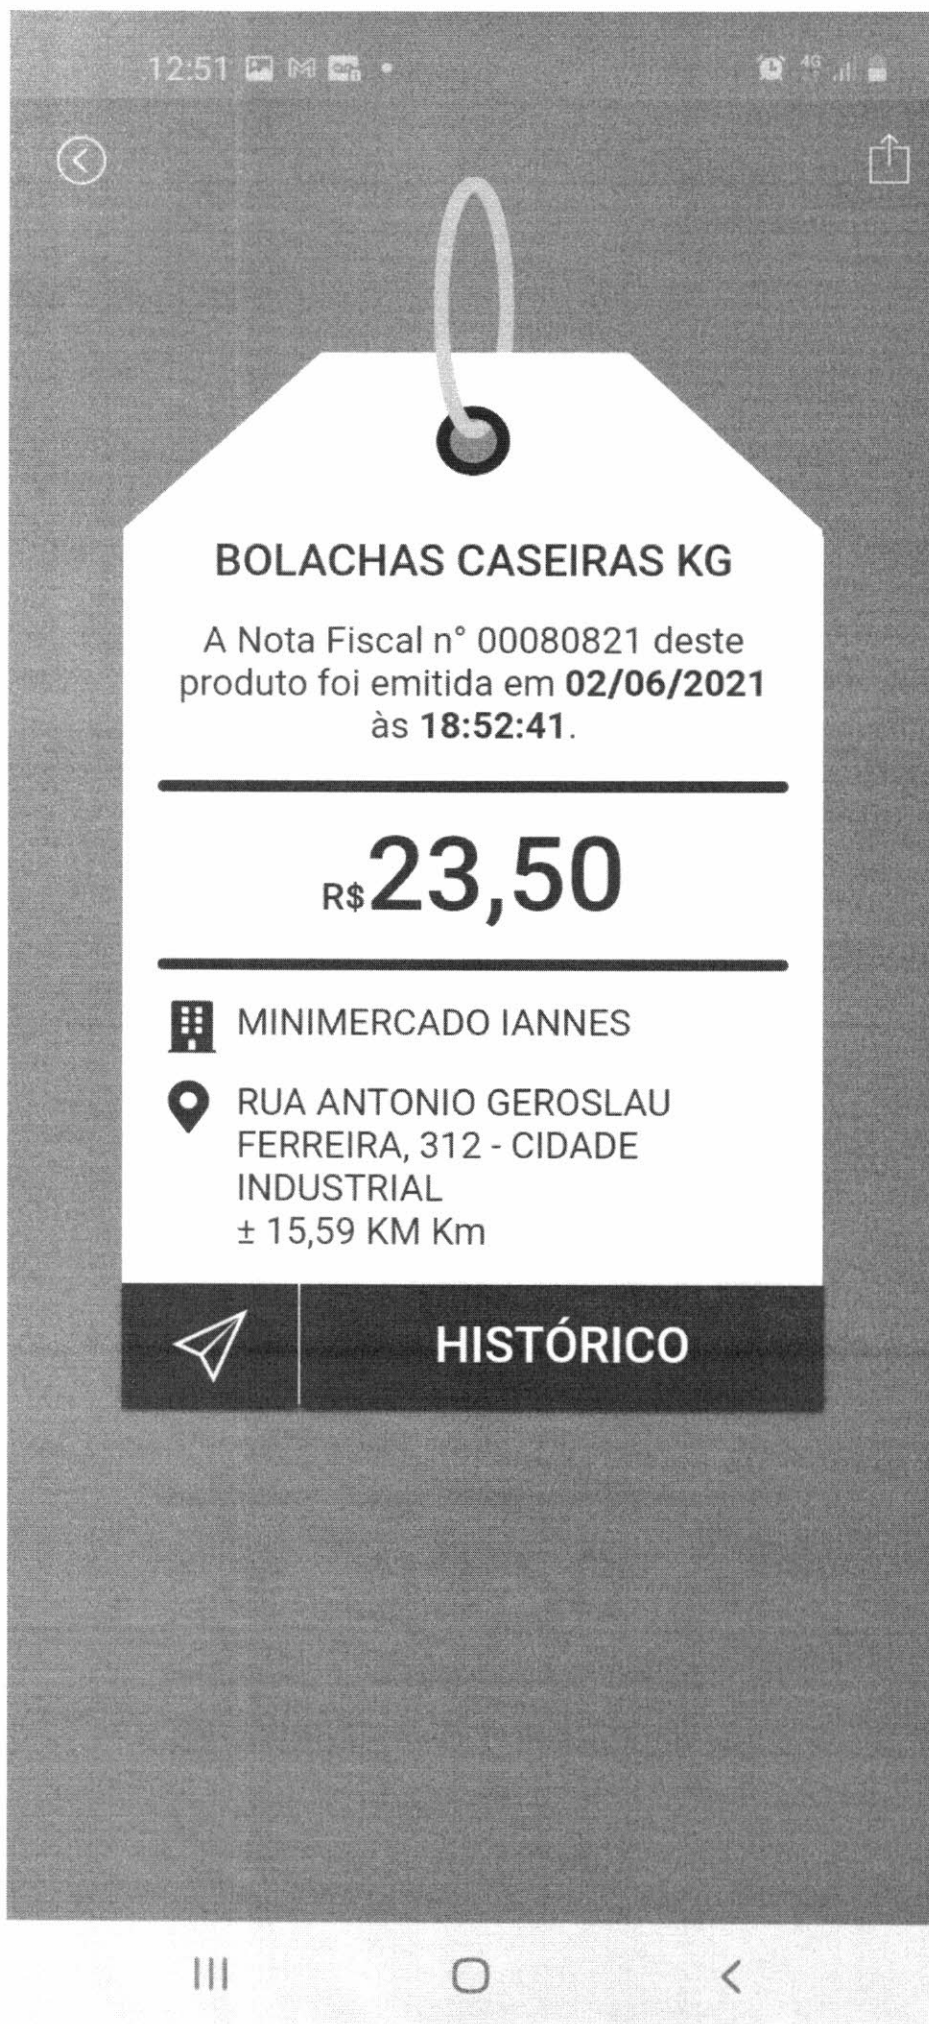 12:51
4G
BOLACHAS CASEIRAS KG
A Nota Fiscal n° 00080821 deste
produto foi emitida em 02/06/2021
às 18:52:41.
R$23,50
MINIMERCADO IANNES
RUA ANTONIO GEROSLAU
FERREIRA, 312 - CIDADE
INDUSTRIAL
± 15,59 KM Km
HISTÓRICO